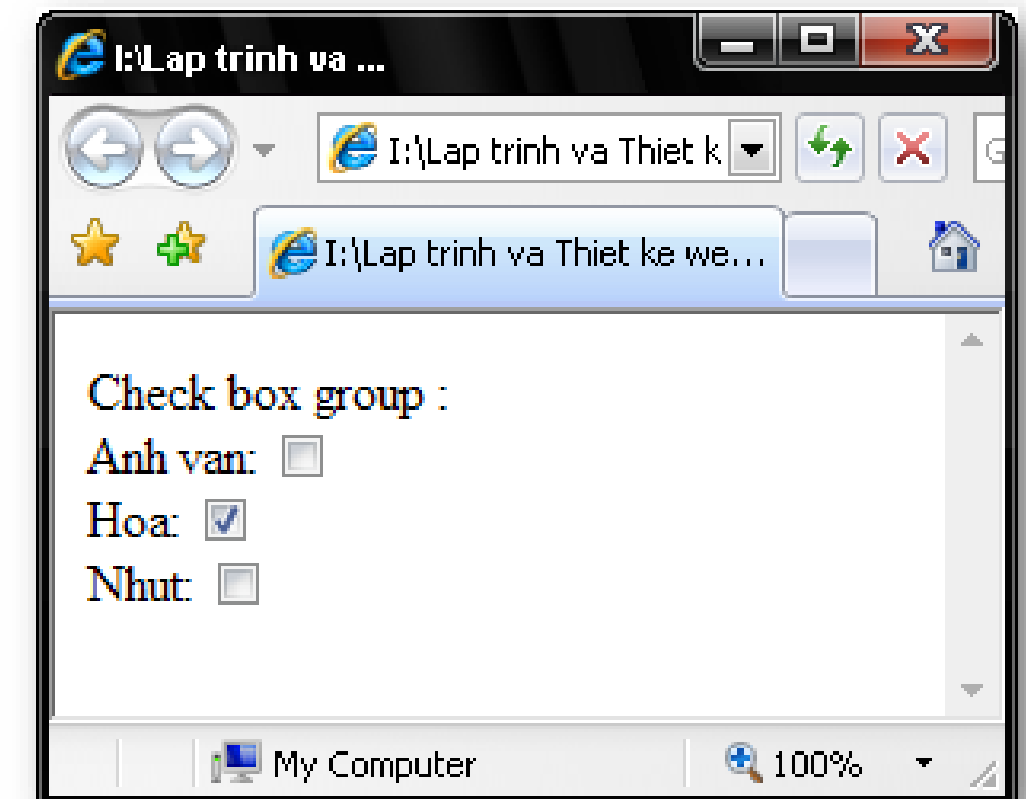 I:\Lap trinh va ...
I:\Lap trinh va Thiet k
G
I:\Lap trinh va Thiet ke we...
Check box group :
Anh van:
Hoa:
Nhut:
My Computer
100%